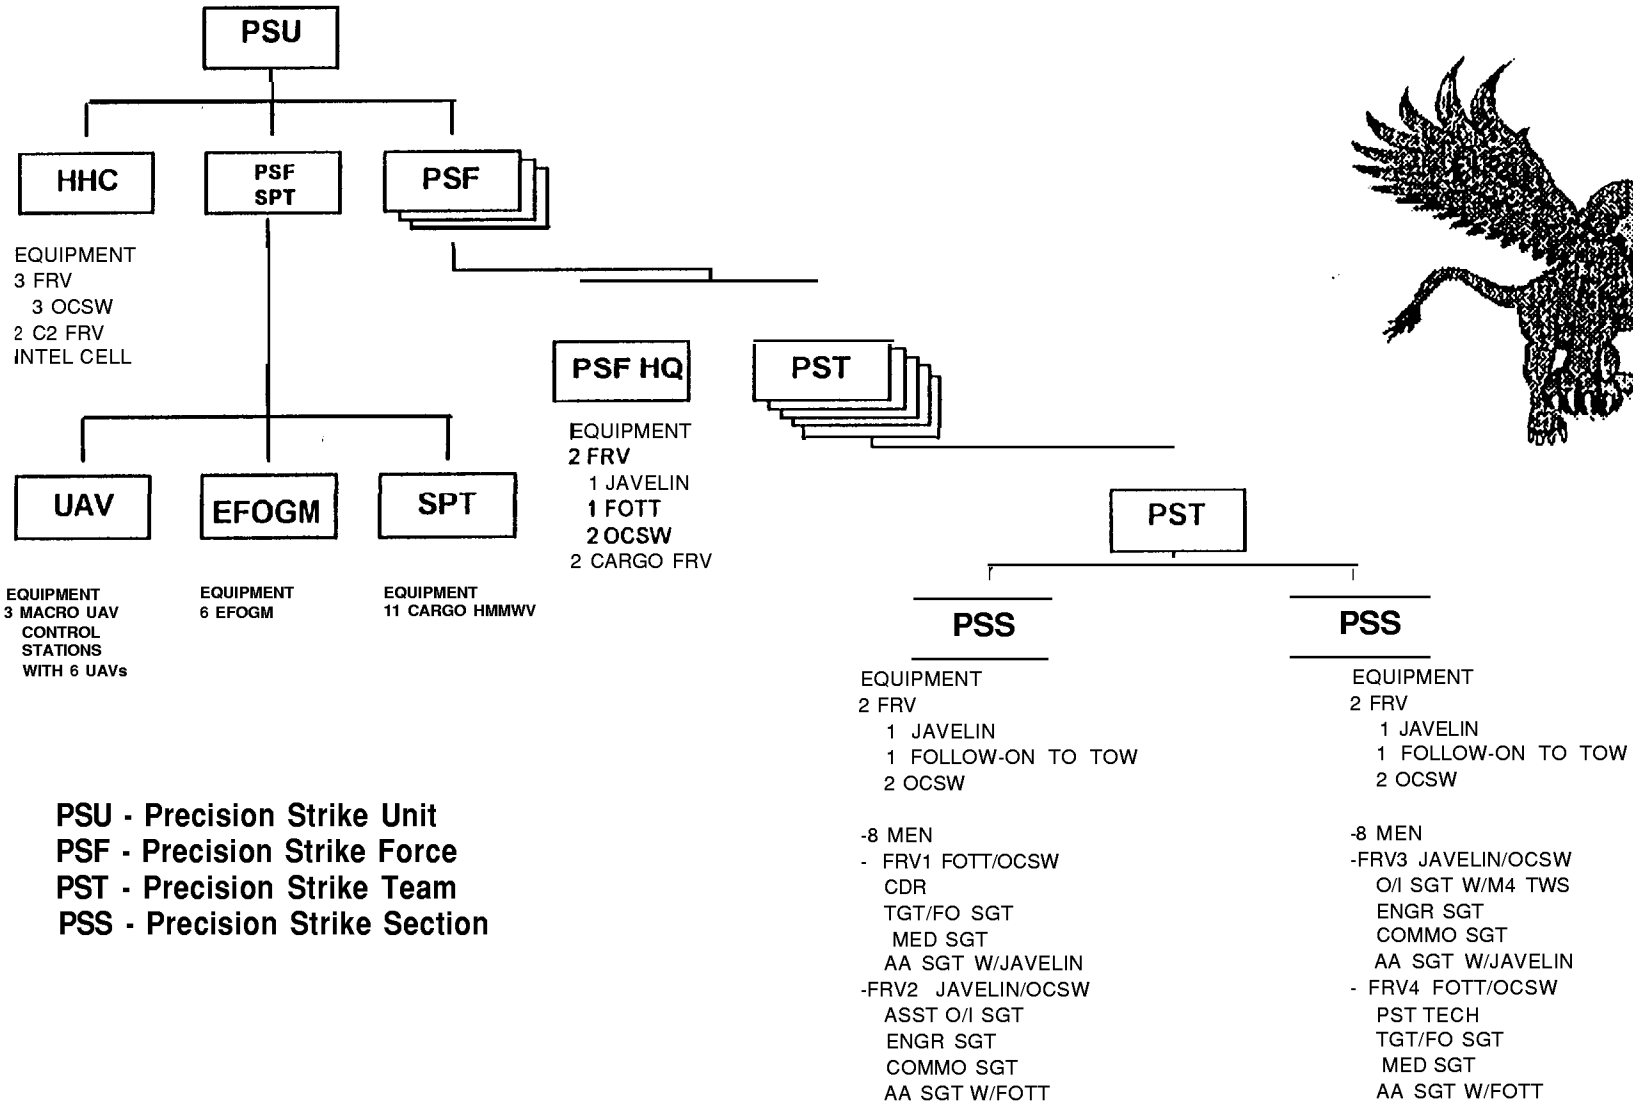 PSU
HHC
PSF
SPT
PSF
EQUIPMENT
3 FRV
3 OCSW
2 C2 FRV
INTEL CELL
PSF HQ
PST
EQUIPMENT
2 FRV
1 JAVELIN
1 FOTT
2 OCSW
2 CARGO FRV
UAV
EFOGM
SPT
EQUIPMENT
3 MACRO UAV
CONTROL
STATIONS
WITH 6 UAVs
EQUIPMENT
6 EFOGM
EQUIPMENT
11 CARGO HMMWV
PST
PSS
EQUIPMENT
2 FRV
1 JAVELIN
1 FOLLOW-ON TO TOW
2 OCSW
-8 MEN
- FRV1 FOTT/OCSW
CDR
TGT/FO SGT
MED SGT
AA SGT W/JAVELIN
-FRV2 JAVELIN/OCSW
ASST O/I SGT
ENGR SGT
COMMO SGT
AA SGT W/FOTT
PSS
EQUIPMENT
2 FRV
1 JAVELIN
1 FOLLOW-ON TO TOW
2 OCSW
-8 MEN
-FRV3 JAVELIN/OCSW
O/I SGT W/M4 TWS
ENGR SGT
COMMO SGT
AA SGT W/JAVELIN
- FRV4 FOTT/OCSW
PST TECH
TGT/FO SGT
MED SGT
AA SGT W/FOTT
PSU - Precision Strike Unit
PSF - Precision Strike Force
PST - Precision Strike Team
PSS - Precision Strike Section